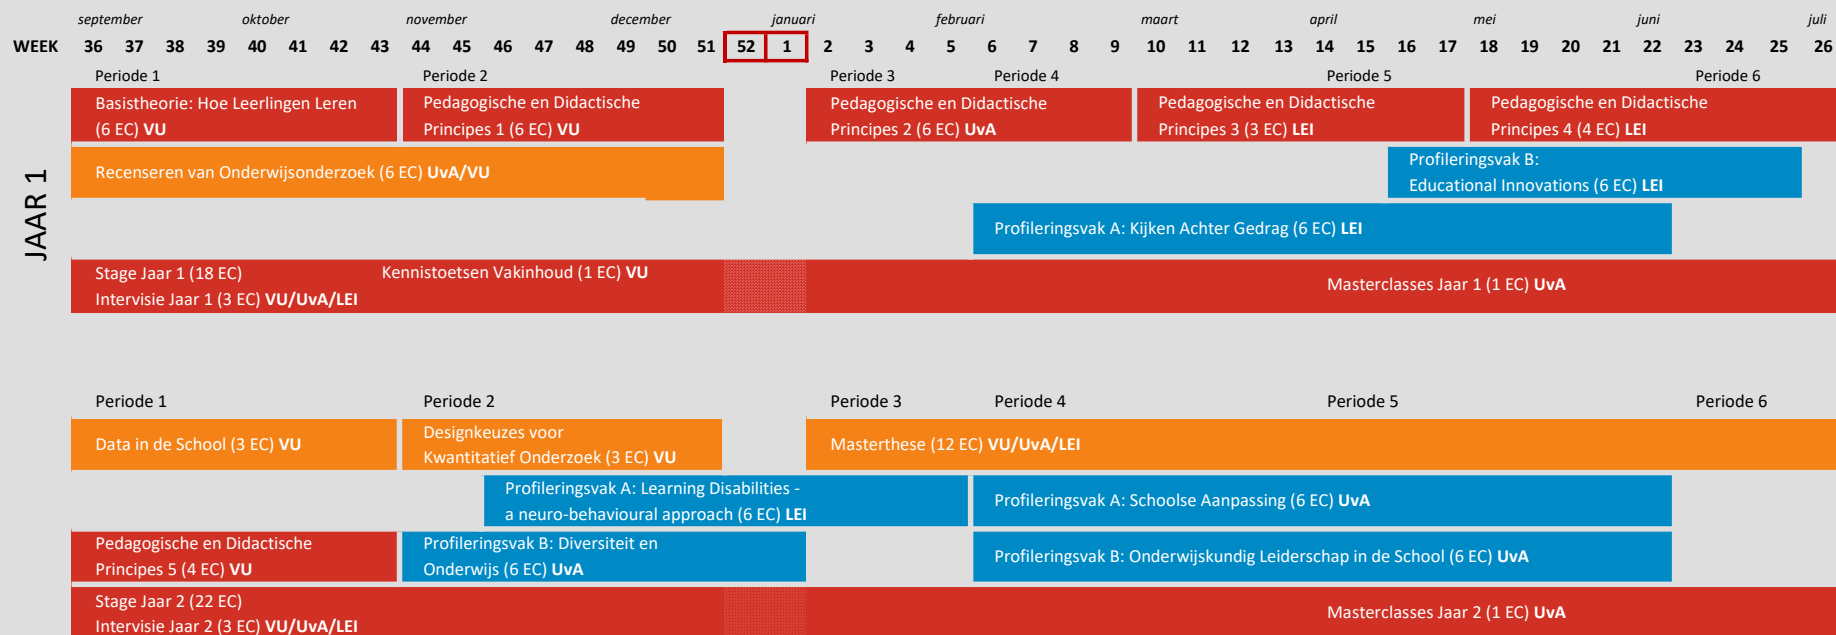 september oktober november december januari februari maart april mei juni juli
WEEK 36 37 38 39 40 41 42 43 44 45 46 47 48 49 50 51 52 1 2 3 4 5 6 7 8 9 10 11 12 13 14 15 16 17 18 19 20 21 22 23 24 25 26
Periode 1 Periode 2 Periode 3 Periode 4 Periode 5 Periode 6
JAAR 1
Basistheorie: Hoe Leerlingen Leren
(6 EC) VU
Pedagogische en Didactische
Principes 1 (6 EC) VU
Pedagogische en Didactische
Principes 2 (6 EC) UvA
Pedagogische en Didactische
Principes 3 (3 EC) LEI
Pedagogische en Didactische
Principes 4 (4 EC) LEI
Recenseren van Onderwijsonderzoek (6 EC) UvA/VU
Profileringsvak B:
Educational Innovations (6 EC) LEI
Profileringsvak A: Kijken Achter Gedrag (6 EC) LEI
Stage Jaar 1 (18 EC)
Intervisie Jaar 1 (3 EC) VU/UvA/LEI
Kennistoetsen Vakinhoud (1 EC) VU
Masterclasses Jaar 1 (1 EC) UvA
Periode 1 Periode 2 Periode 3 Periode 4 Periode 5 Periode 6
Data in de School (3 EC) VU
Designkeuzes voor
Kwantitatief Onderzoek (3 EC) VU
Masterthese (12 EC) VU/UvA/LEI
Profileringsvak A: Learning Disabilities -
a neuro-behavioural approach (6 EC) LEI
Profileringsvak A: Schoolse Aanpassing (6 EC) UvA
Pedagogische en Didactische
Principes 5 (4 EC) VU
Profileringsvak B: Diversiteit en
Onderwijs (6 EC) UvA
Profileringsvak B: Onderwijskundig Leiderschap in de School (6 EC) UvA
Stage Jaar 2 (22 EC)
Intervisie Jaar 2 (3 EC) VU/UvA/LEI
Masterclasses Jaar 2 (1 EC) UvA